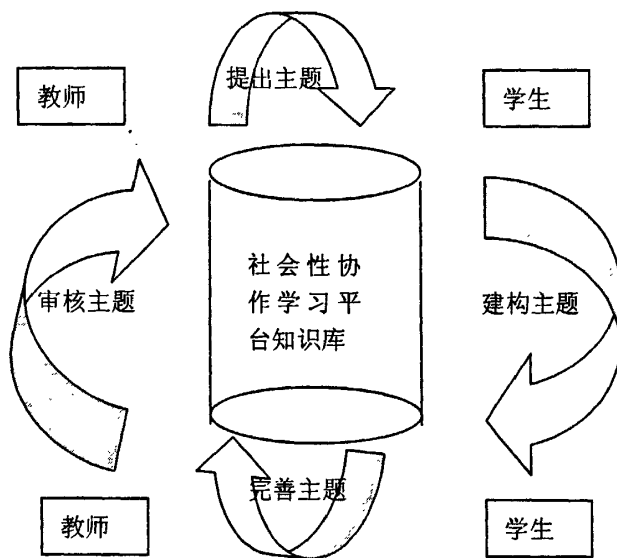 提出主题
教师
学生
社会性协
作学习平
台知识库
审核主题
建构主题
完善主题
教师
学生